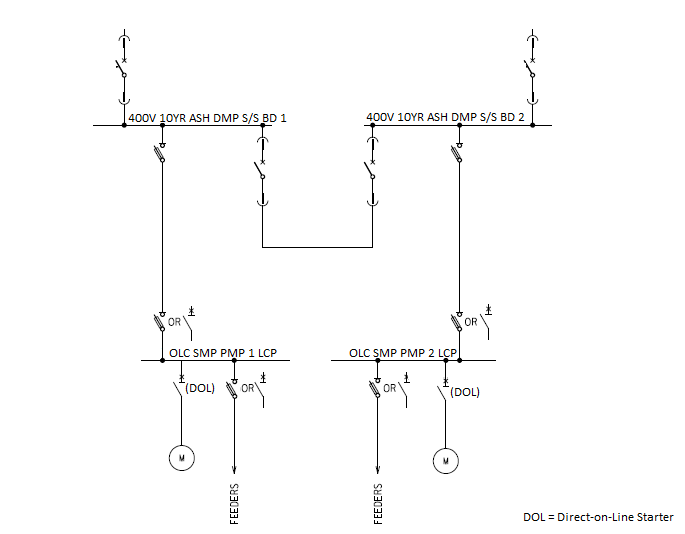 400V 10YR ASH DMP S/S BD 1
400V 10YR ASH DMP S/S BD 2
OR
OR
OLC SMP PMP 1 LCP
OLC SMP PMP 2 LCP
(DOL)
OR
OR
(DOL)
M
M
FEEDERS
FEEDERS
DOL = Direct-on-Line Starter